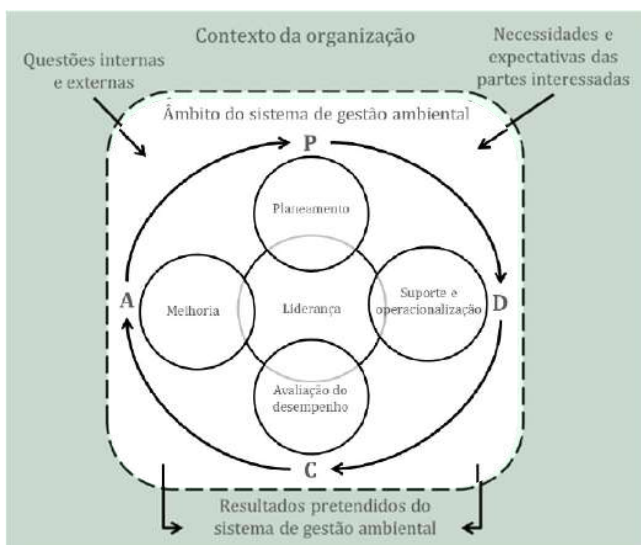 Contexto da organização
Questões internas
e externas
Necessidades e
expectativas das
partes interessadas
Âmbito do sistema de gestão ambiental
P
Planeamento
A
Melhoria
Liderança
Suporte e
operacionalização
D
Avaliação do
desempenho
C
Resultados pretendidos do
sistema de gestão ambiental